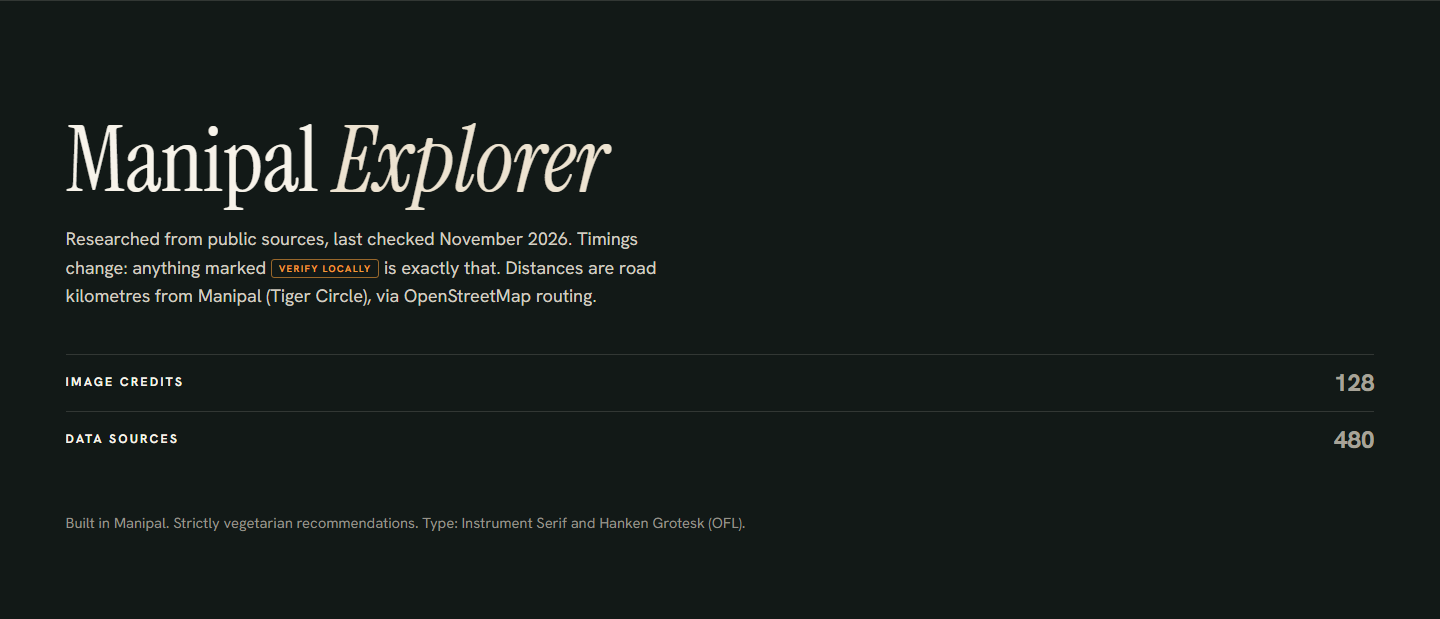 Manipal Explorer
Researched from public sources, last checked November 2026. Timings
change: anything marked VERIFY LOCALLY is exactly that. Distances are road
kilometres from Manipal (Tiger Circle), via OpenStreetMap routing.
IMAGE CREDITS 128
DATA SOURCES 480
Built in Manipal. Strictly vegetarian recommendations. Type: Instrument Serif and Hanken Grotesk (OFL).